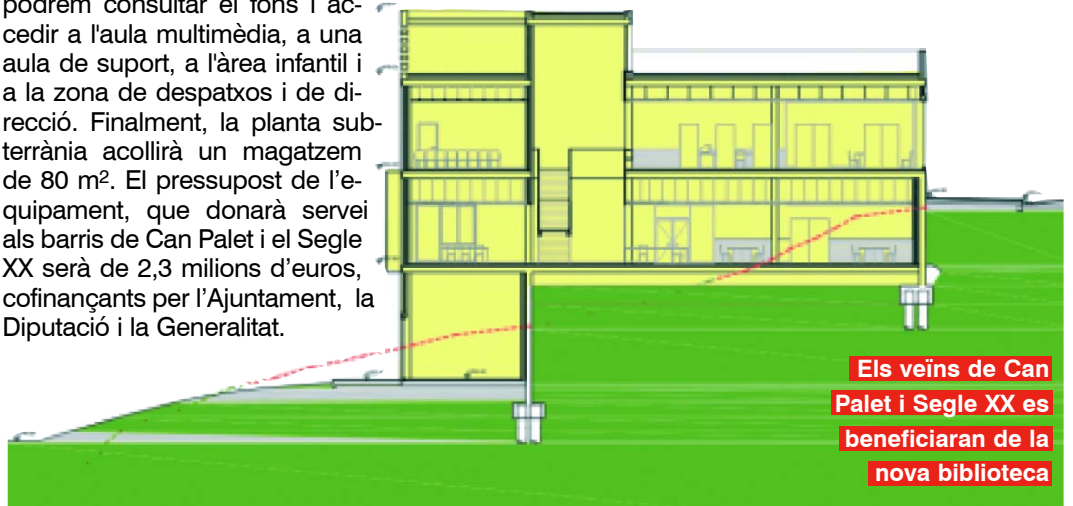 podrem consultar el fons i ac-
cedir a l'aula multimèdia, a una
aula de suport, a l'àrea infantil i
a la zona de despatxos i de di-
recció. Finalment, la planta sub-
terrània acollirà un magatzem
de 80 m². El pressupost de l’e-
quipament, que donarà servei
als barris de Can Palet i el Segle
XX serà de 2,3 milions d’euros,
cofinançants per l’Ajuntament, la
Diputació i la Generalitat.
Els veïns de Can
Palet i Segle XX es
beneficiaran de la
nova biblioteca